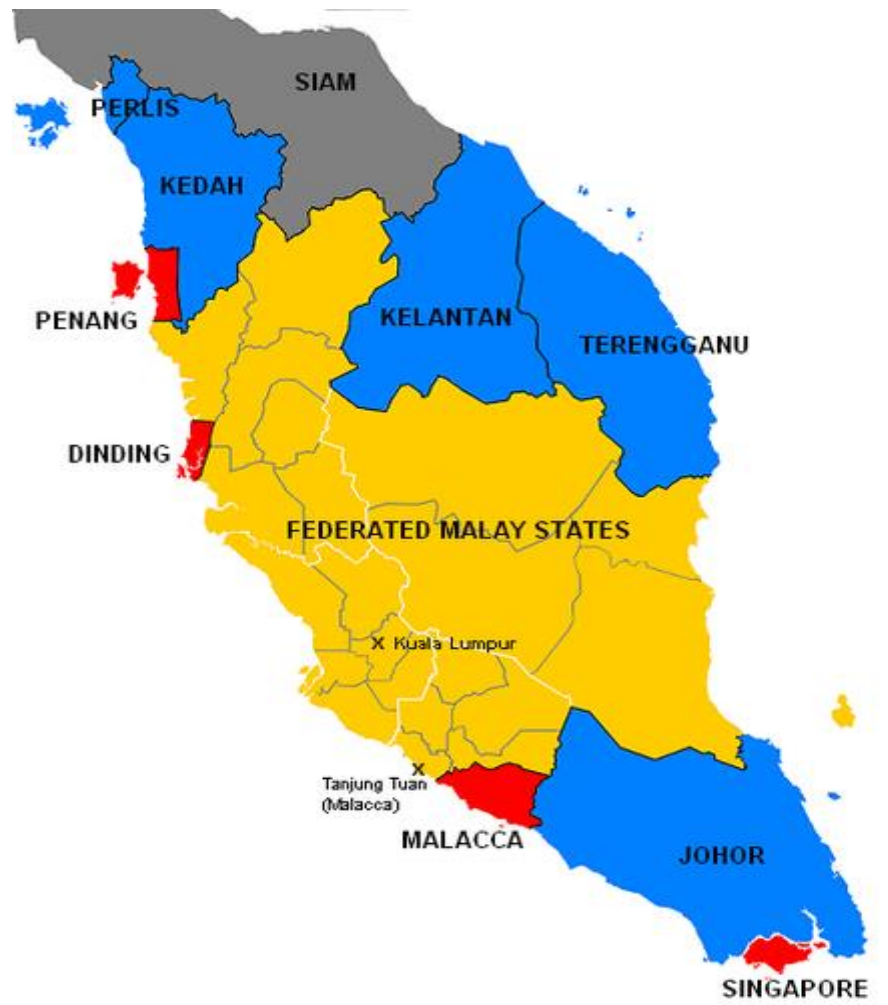 SIAM
PERLIS
KEDAH
PENANG
KELANTAN
TERENGGANU
DINDING
FEDERATED MALAY STATES
X Kuala Lumpur
X
Tanjung Tuan
(Malacca)
MALACCA
JOHOR
SINGAPORE